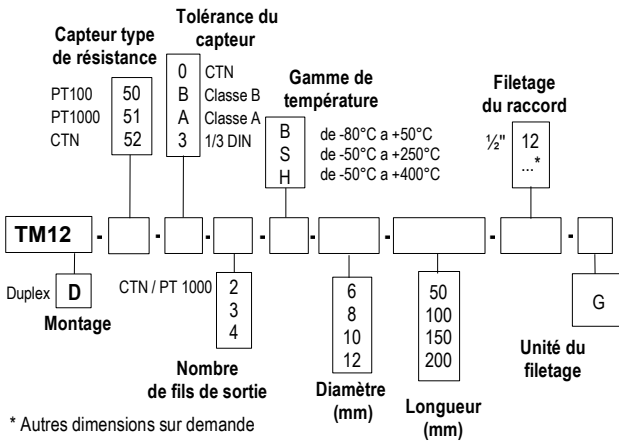 Capteur type
de résistance
PT100 50
PT1000 51
CTN 52
Tolérance du
capteur
0 CTN
B Classe B
A Classe A
3 1/3 DIN
Gamme de
température
B de -80°C a +50°C
S de -50°C a +250°C
H de -50°C a +400°C
Filetage
du raccord
½" 12
...*
TM12 - - - - - - - -
Duplex D
Montage
CTN / PT 1000 2
3
4
Nombre
de fils de sortie
6
8
10
12
Diamètre
(mm)
50
100
150
200
Longueur
(mm)
G
Unité du
filetage
* Autres dimensions sur demande